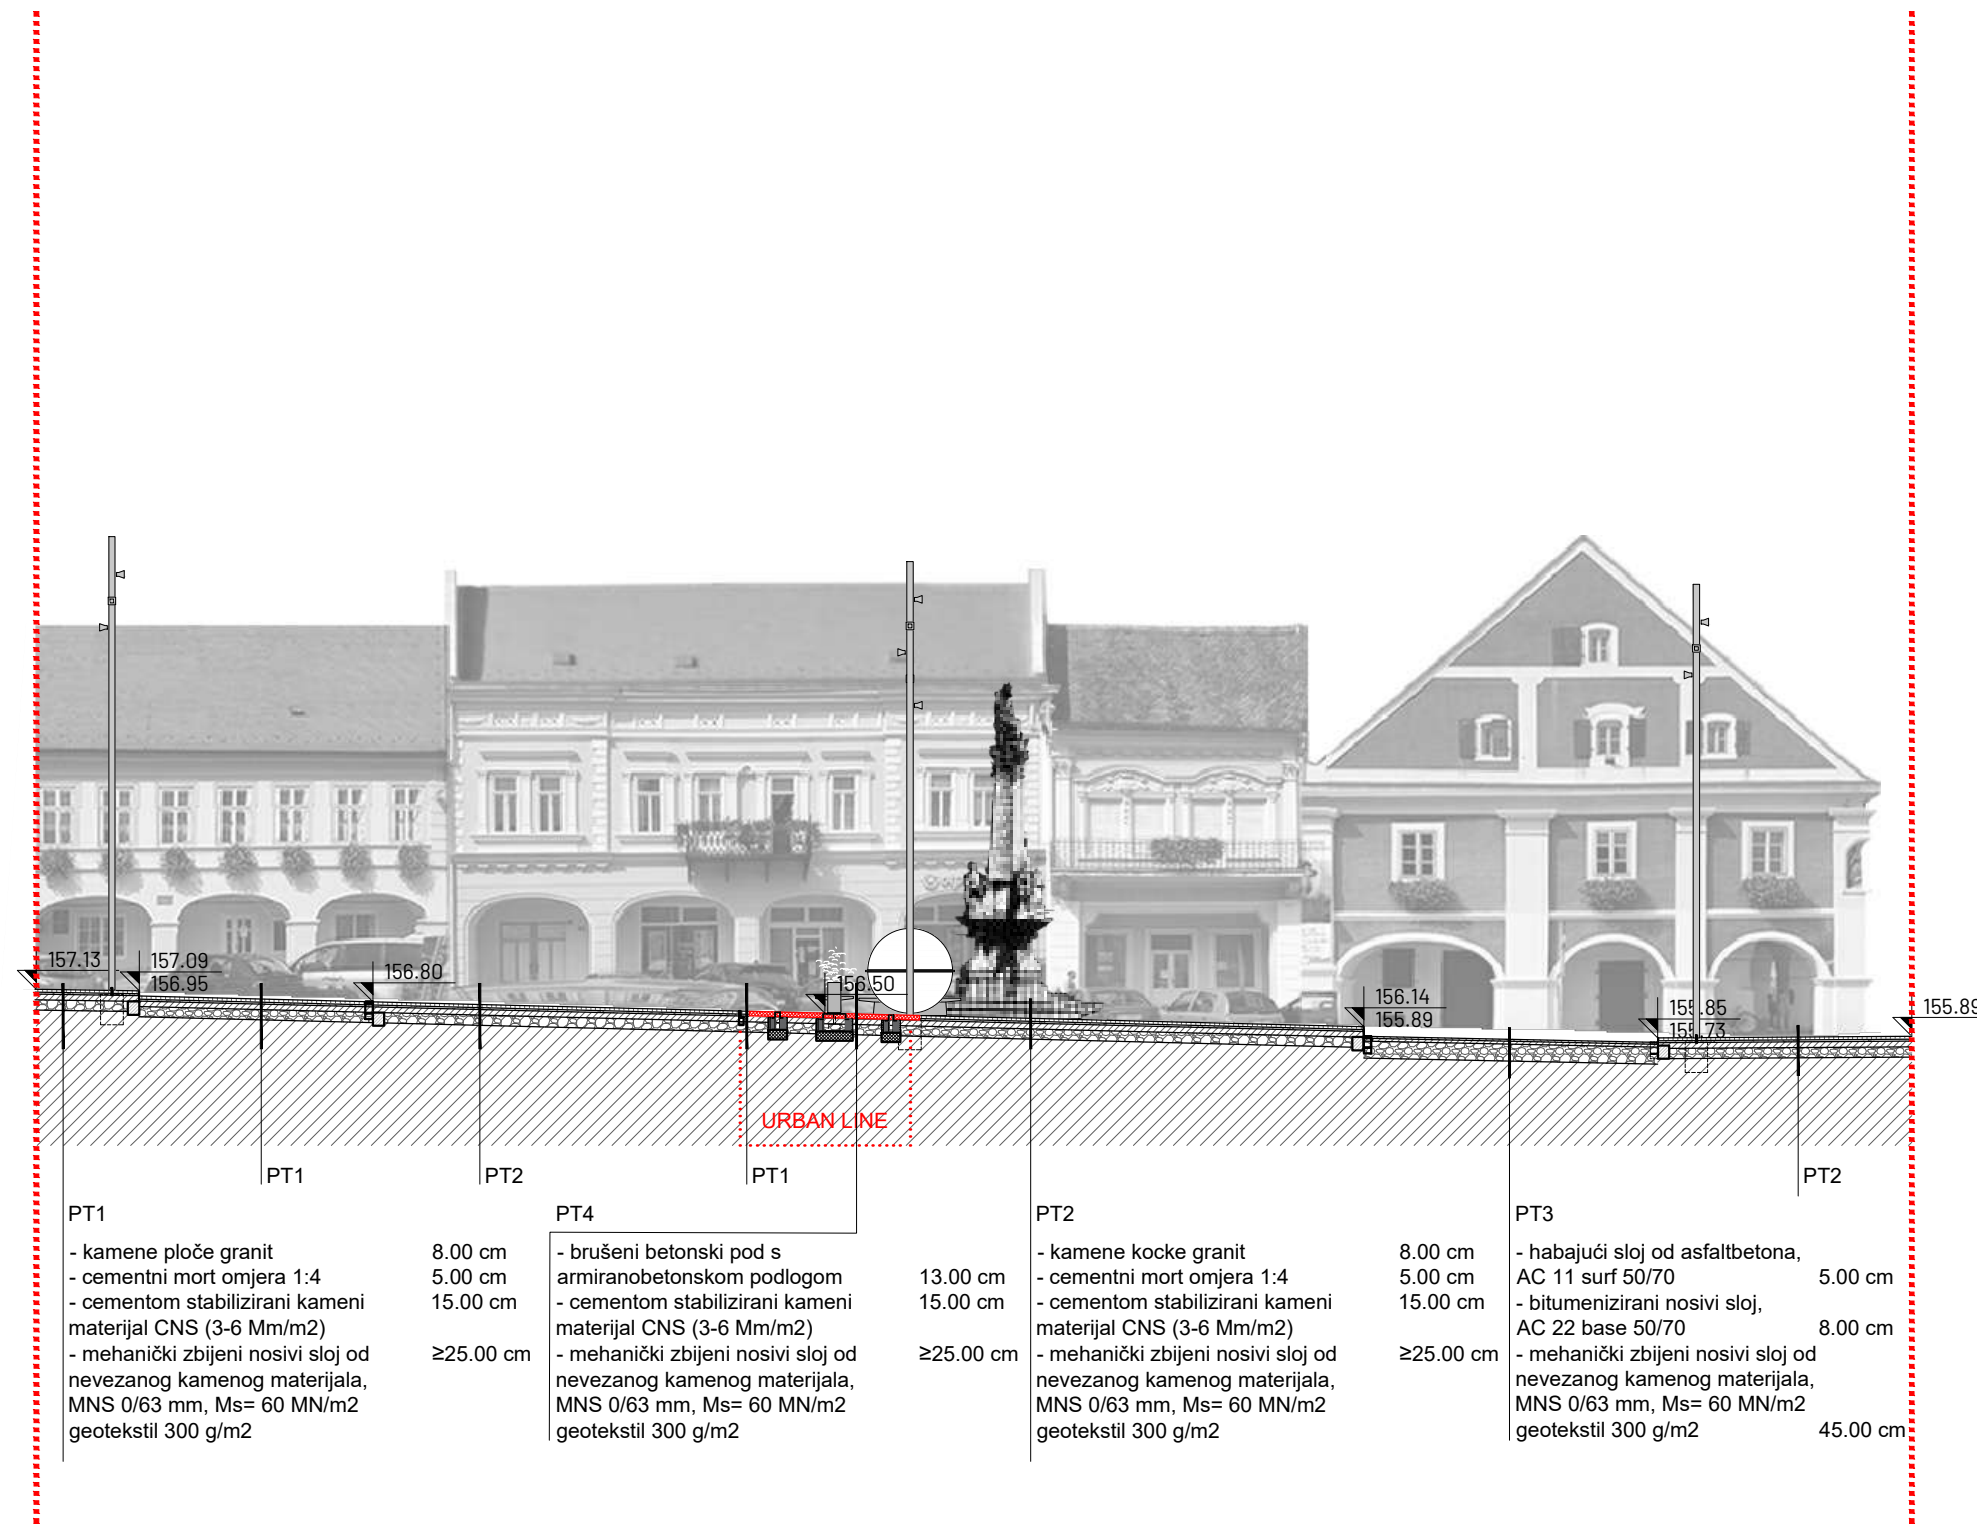 157.13
157.09
156.95
156.80
156.50
156.14
155.89
155.85
155.73
155.89
URBAN LINE
PT1
PT2
PT1
PT2
PT1
- kamene ploče granit 8.00 cm
- cementni mort omjera 1:4 5.00 cm
- cementom stabilizirani kameni 15.00 cm
materijal CNS (3-6 Mm/m2)
- mehanički zbijeni nosivi sloj od ≥25.00 cm
nevezanog kamenog materijala,
MNS 0/63 mm, Ms= 60 MN/m2
geotekstil 300 g/m2
PT4
- brušeni betonski pod s
armiranobetonskom podlogom 13.00 cm
- cementom stabilizirani kameni 15.00 cm
materijal CNS (3-6 Mm/m2)
- mehanički zbijeni nosivi sloj od ≥25.00 cm
nevezanog kamenog materijala,
MNS 0/63 mm, Ms= 60 MN/m2
geotekstil 300 g/m2
PT2
- kamene kocke granit 8.00 cm
- cementni mort omjera 1:4 5.00 cm
- cementom stabilizirani kameni 15.00 cm
materijal CNS (3-6 Mm/m2)
- mehanički zbijeni nosivi sloj od ≥25.00 cm
nevezanog kamenog materijala,
MNS 0/63 mm, Ms= 60 MN/m2
geotekstil 300 g/m2
PT3
- habajući sloj od asfaltbetona,
AC 11 surf 50/70 5.00 cm
- bitumenizirani nosivi sloj,
AC 22 base 50/70 8.00 cm
- mehanički zbijeni nosivi sloj od
nevezanog kamenog materijala,
MNS 0/63 mm, Ms= 60 MN/m2
geotekstil 300 g/m2 45.00 cm